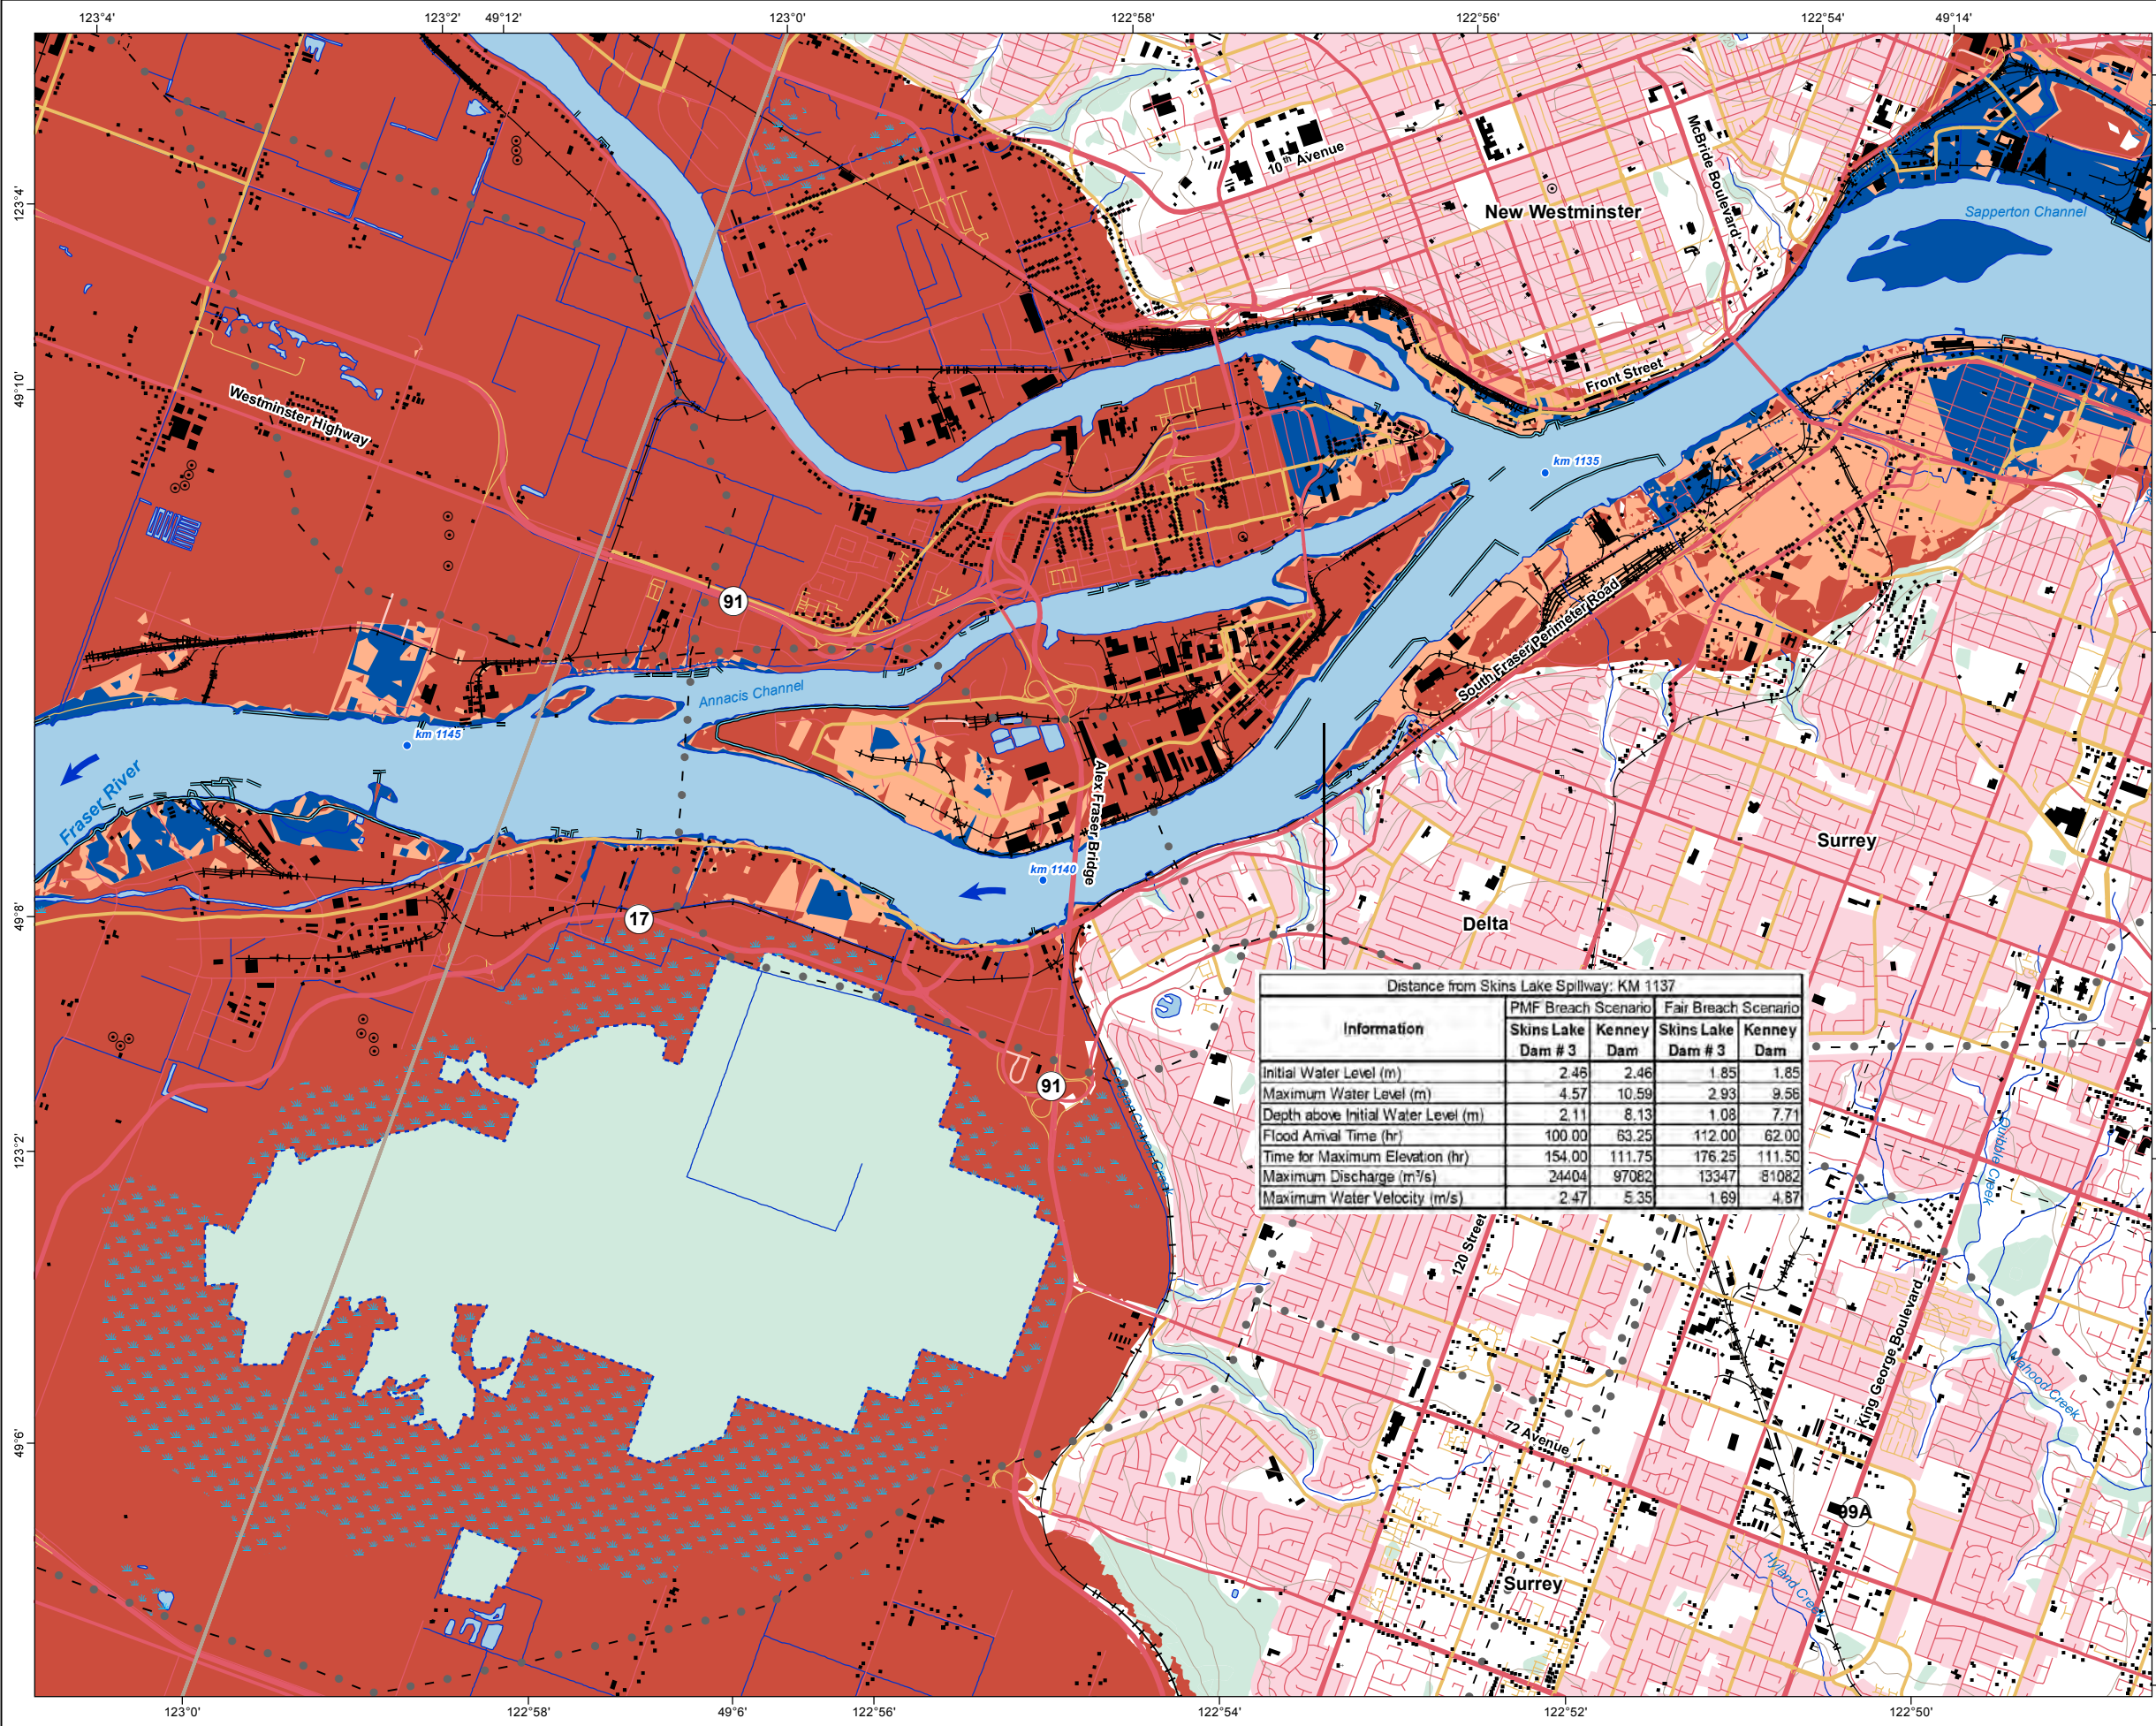 123°4'
123°2'
49°12'
123°0'
122°58'
122°56'
122°54'
49°14'
123°4'
10th Avenue
McBride Boulevard
New Westminster
Sapperton Channel
49°10'
Westminster Highway
Front Street
km 1135
91
South Fraser Perimeter Road
Annacis Channel
km 1145
Fraser River
Alex Fraser Bridge
Surrey
km 1140
49°8'
17
Delta
Distance from Skins Lake Spillway: KM 1137
Information PMF Breach Scenario Fair Breach Scenario
Skins Lake Dam # 3 Kenney Dam Skins Lake Dam # 3 Kenney Dam
Initial Water Level (m) 2.46 2.46 1.85 1.85
Maximum Water Level (m) 4.57 10.59 2.93 9.56
Depth above Initial Water Level (m) 2.11 8.13 1.08 7.71
Flood Arrival Time (hr) 100.00 63.25 112.00 62.00
Time for Maximum Elevation (hr) 154.00 111.75 176.25 111.50
Maximum Discharge (m³/s) 24404 97082 13347 81082
Maximum Water Velocity (m/s) 2.47 5.35 1.69 4.87
91
123°2'
Quible Creek
120 Street
King George Boulevard
Mahood Creek
72 Avenue
49°6'
99A
Hyland Creek
Surrey
123°0'
122°58'
49°6'
122°56'
122°54'
122°52'
122°50'